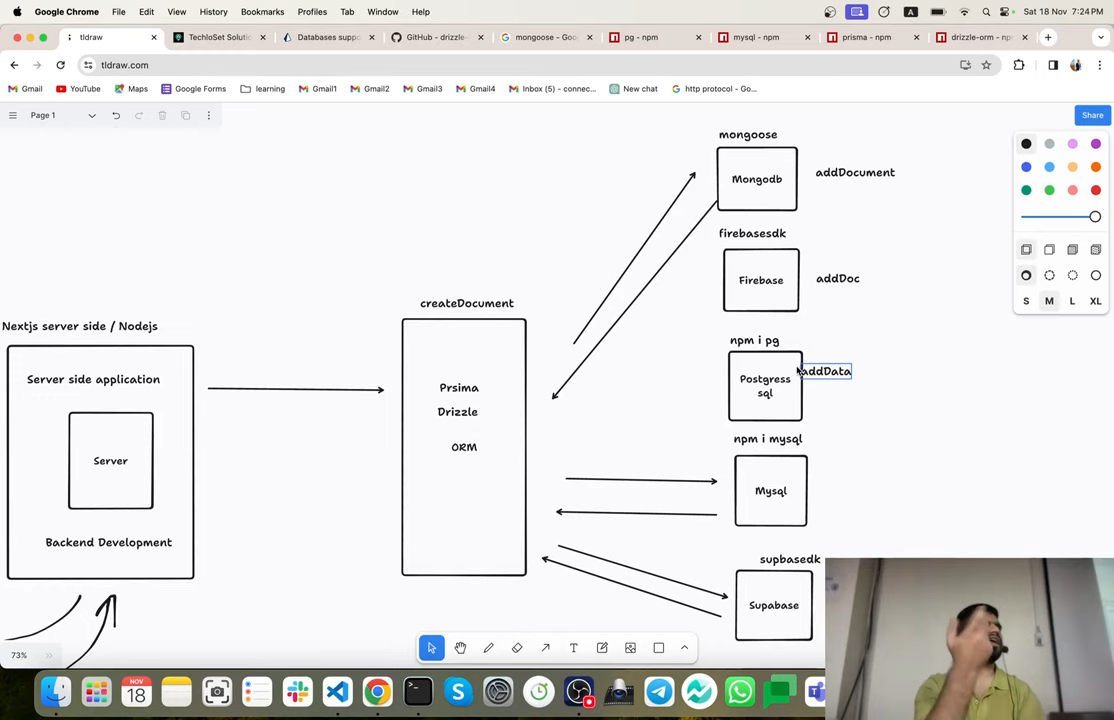 Google Chrome File Edit View History Bookmarks Profiles Tab Window Help Sat 18 Nov 7:24 PM
tldraw TechloSet Solutio Databases suppo GitHub - drizzle- mongoose - Goo pg - npm mysql - npm prisma - npm drizzle-orm - npm
tldraw.com
Gmail YouTube Maps Google Forms learning Gmail1 Gmail2 Gmail3 Gmail4 Inbox (5) - connec... New chat http protocol - Go...
Page 1
Share
mongoose
Mongodb
addDocument
firebasesdk
Firebase
addDoc
createDocument
Nextjs server side / Nodejs
npm i pg
Server side application
Prsima
Postgress
sql
addData
Drizzle
ORM
npm i mysql
Server
Mysql
Backend Development
supbasedk
Supabase
S M L XL
73%
NOV
18